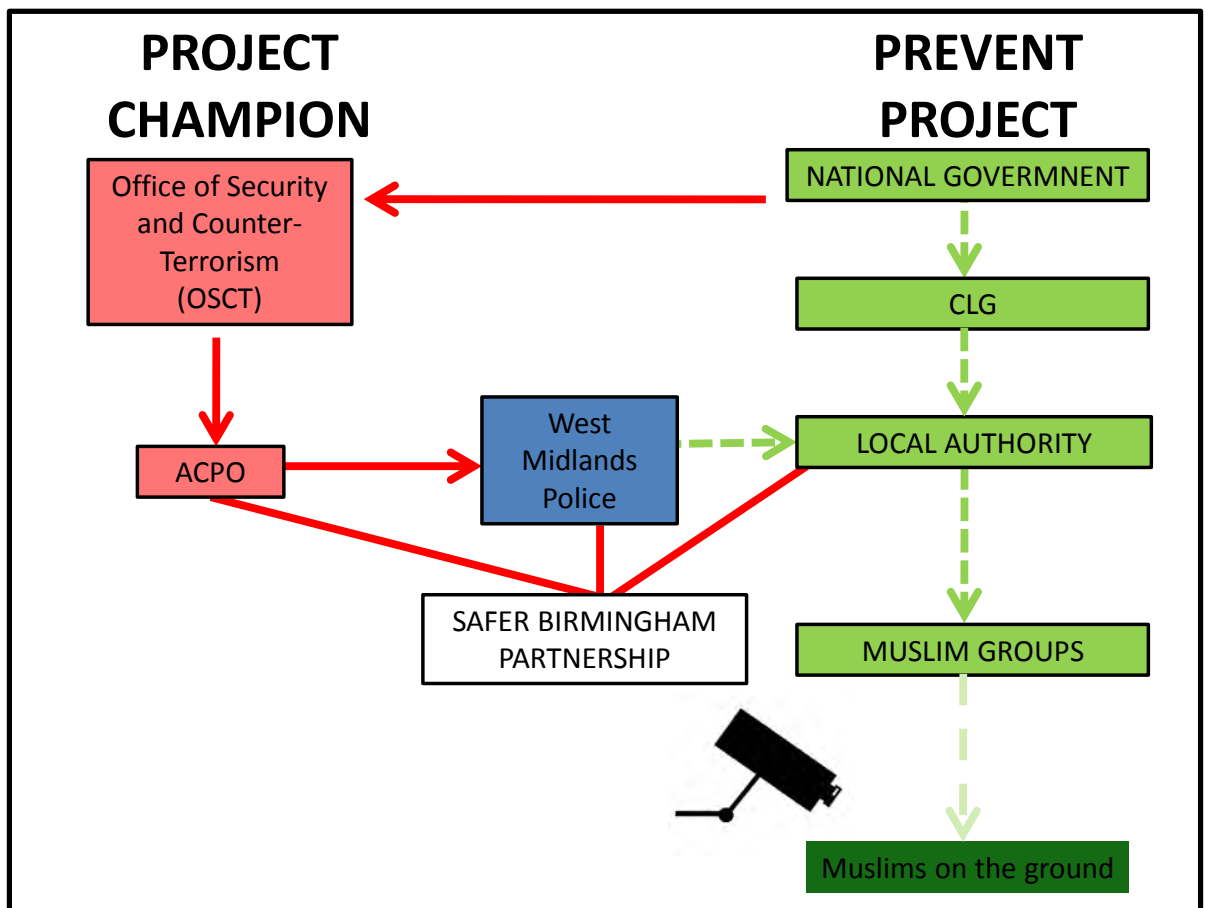 PROJECT
CHAMPION
PREVENT
PROJECT
Office of Security
and Counter-
Terrorism
(OSCT)
NATIONAL GOVERMNENT
CLG
West
Midlands
Police
LOCAL AUTHORITY
ACPO
SAFER BIRMINGHAM
PARTNERSHIP
MUSLIM GROUPS
Muslims on the ground